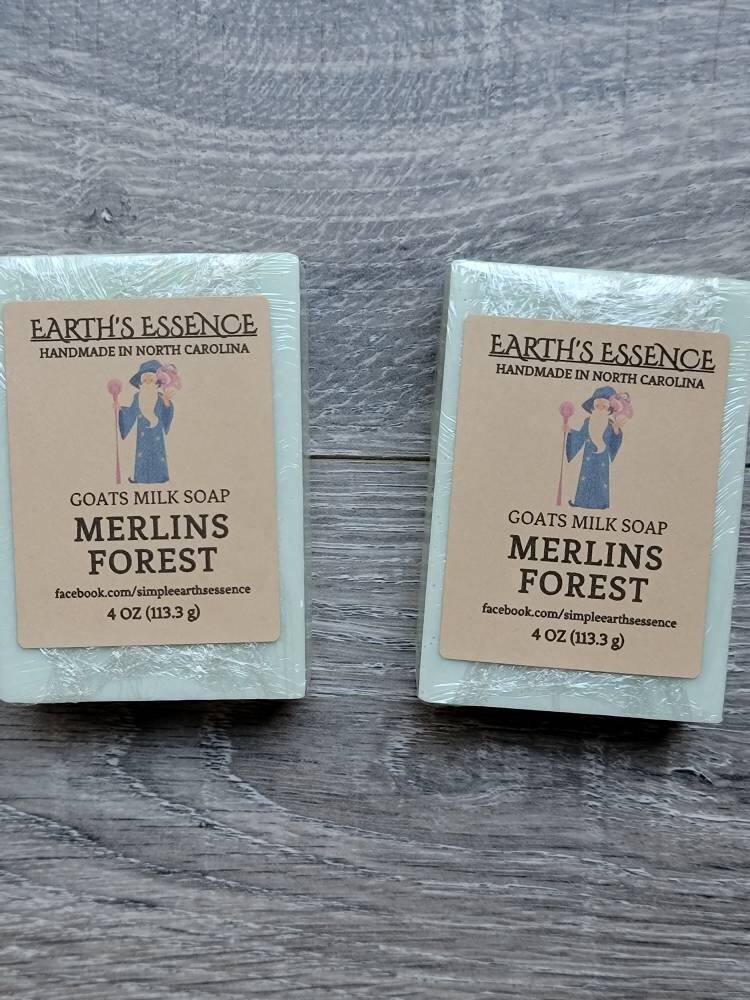 EARTH'S ESSENCE
HANDMADE IN NORTH CAROLINA
GOATS MILK SOAP
MERLINS
FOREST
facebook.com/simpleearthsessence
4 OZ (113.3 g)
EARTH'S ESSENCE
HANDMADE IN NORTH CAROLINA
GOATS MILK SOAP
MERLINS
FOREST
facebook.com/simpleearthsessence
4 OZ (113.3 g)